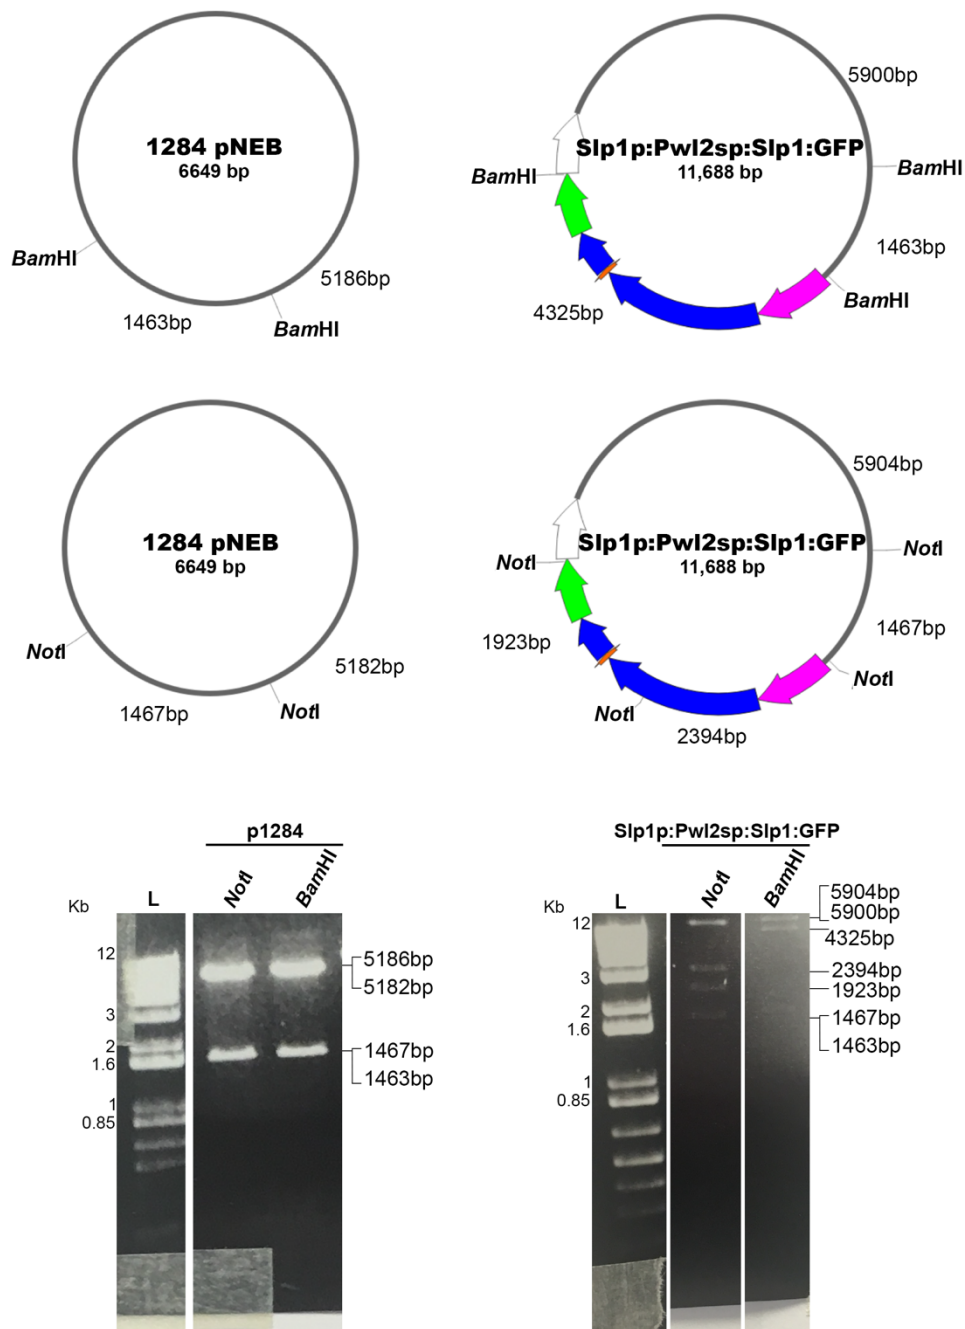 1284 pNEB
6649 bp
BamHI
5186bp
BamHI
1463bp
5900bp
Slp1p:Pwl2sp:Slp1:GFP
11,688 bp
BamHI
BamHI
1463bp
BamHI
4325bp
1284 pNEB
6649 bp
NotI
5182bp
NotI
1467bp
5904bp
Slp1p:Pwl2sp:Slp1:GFP
11,688 bp
NotI
NotI
1467bp
1923bp
NotI
NotI
2394bp
p1284
Kb
L
NotI
BamHI
12
3
2
1.6
1
0.85
5186bp
5182bp
1467bp
1463bp
Slp1p:Pwl2sp:Slp1:GFP
Kb
L
NotI
BamHI
12
3
2
1.6
1
0.85
5904bp
5900bp
4325bp
2394bp
1923bp
1467bp
1463bp